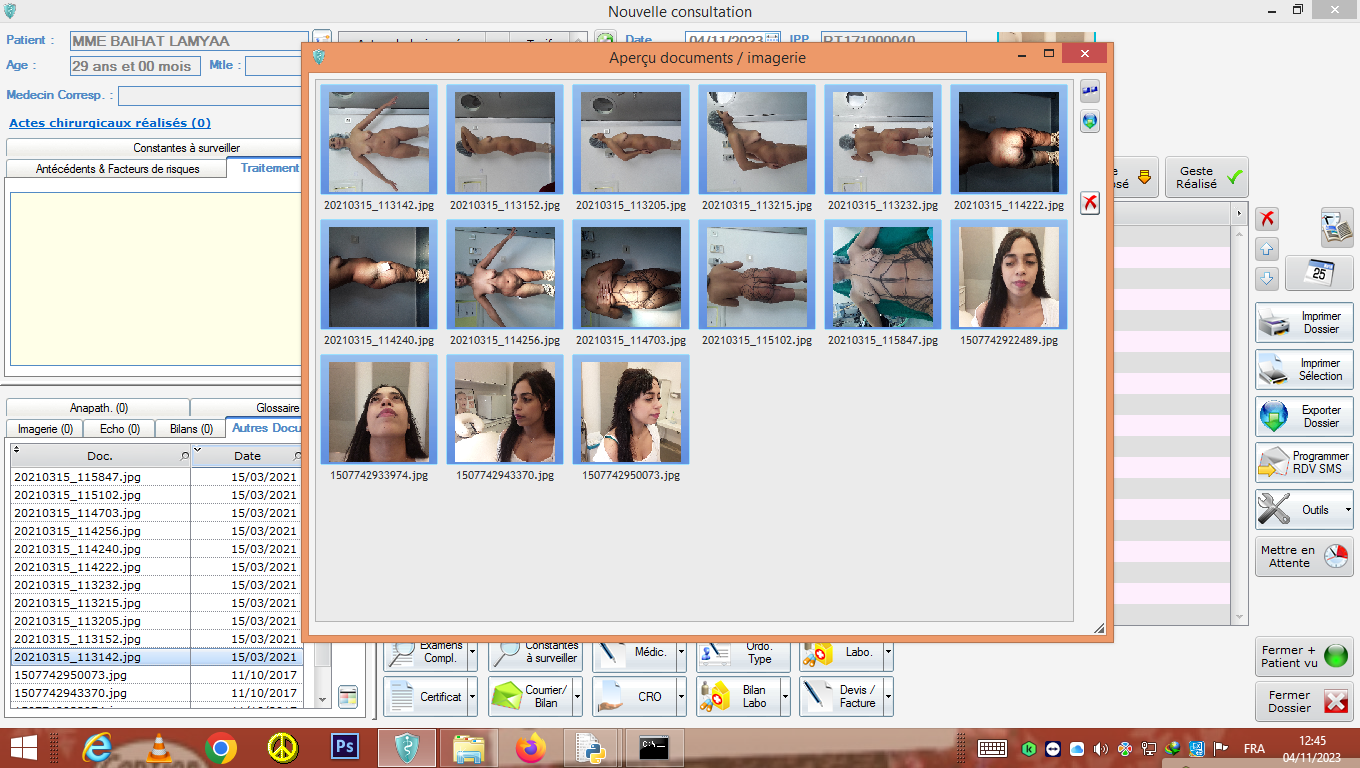 Nouvelle consultation
Patient : MME BAIHAT LAMYAA
Date 04/11/2023 IPP RT171000040
Age : 29 ans et 00 mois Mtle :
Medecin Corresp. :
Actes chirurgicaux réalisés (0)
Constantes à surveiller
Antécédents & Facteurs de risques Traitement
Aperçu documents / imagerie
20210315_113142.jpg 20210315_113152.jpg 20210315_113205.jpg 20210315_113215.jpg 20210315_113232.jpg 20210315_114222.jpg
20210315_114240.jpg 20210315_114256.jpg 20210315_114703.jpg 20210315_115102.jpg 20210315_115847.jpg 1507742922489.jpg
1507742933974.jpg 1507742943370.jpg 1507742950073.jpg
Geste
Réalisé
25
Imprimer
Dossier
Imprimer
Sélection
Exporter
Dossier
Programmer
RDV SMS
Outils
Mettre en
Attente
Fermer +
Patient vu
Fermer
Dossier
Anapath. (0) Glossaire
Imagerie (0) Echo (0) Bilans (0) Autres Docu
Doc. Date
20210315_115847.jpg 15/03/2021
20210315_115102.jpg 15/03/2021
20210315_114703.jpg 15/03/2021
20210315_114256.jpg 15/03/2021
20210315_114240.jpg 15/03/2021
20210315_114222.jpg 15/03/2021
20210315_113232.jpg 15/03/2021
20210315_113215.jpg 15/03/2021
20210315_113205.jpg 15/03/2021
20210315_113152.jpg 15/03/2021
20210315_113142.jpg 15/03/2021
1507742950073.jpg 11/10/2017
1507742943370.jpg 11/10/2017
Examens
Compl.
Constantes
à surveiller
Médic.
Ordo.
Type
Labo.
Certificat
Courrier/
Bilan
CRO
Bilan
Labo
Devis /
Facture
Ps
FRA
12:45
04/11/2023